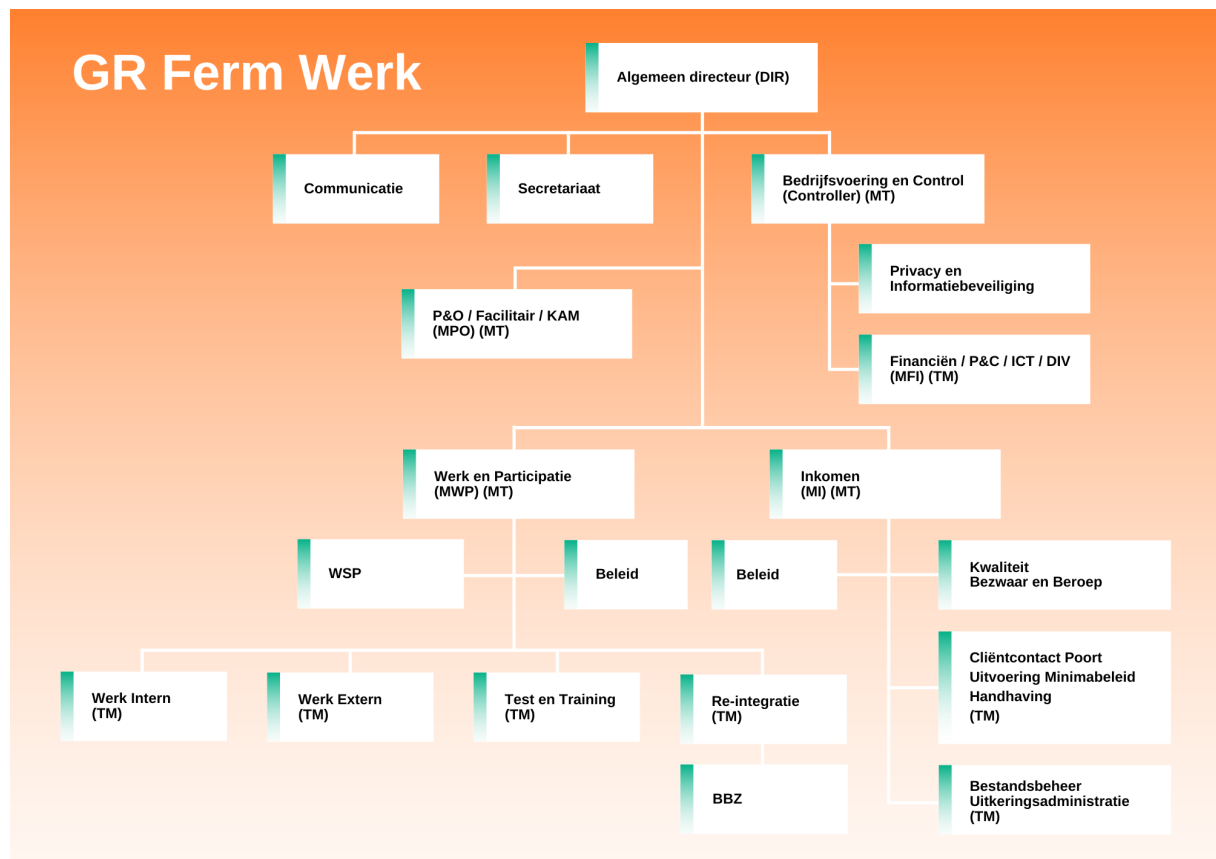 GR Ferm Werk
Algemeen directeur (DIR)
Communicatie
Secretariaat
Bedrijfsvoering en Control
(Controller) (MT)
Privacy en
Informatiebeveiliging
P&O / Facilitair / KAM
(MPO) (MT)
Financiën / P&C / ICT / DIV
(MFI) (TM)
Werk en Participatie
(MWP) (MT)
Inkomen
(MI) (MT)
WSP
Beleid
Beleid
Kwaliteit
Bezwaar en Beroep
Cliëntcontact Poort
Uitvoering Minimabeleid
Handhaving
(TM)
Werk Intern
(TM)
Werk Extern
(TM)
Test en Training
(TM)
Re-integratie
(TM)
BBZ
Bestandsbeheer
Uitkeringsadministratie
(TM)